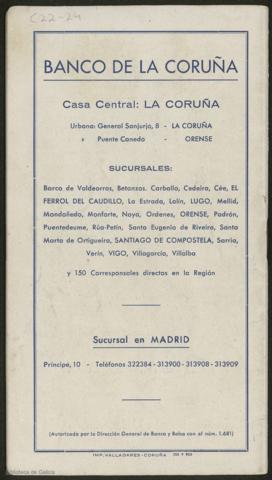 C22-24
BANCO DE LA CORUÑA
Casa Central: LA CORUÑA
Urbana: General Sanjurjo, 8 - LA CORUÑA
» Puente Canedo - ORENSE
SUCURSALES:
Barco de Valdeorras, Betanzos, Carballo, Cedeira, Cée, EL
FERROL DEL CAUDILLO, La Estrada, Lalín, LUGO, Mellid,
Mondoñedo, Monforte, Noya, Ordenes, ORENSE, Padrón,
Puentedeume, Rúa-Petín, Santa Eugenia de Riveira, Santa
Marta de Ortigueira, SANTIAGO DE COMPOSTELA, Sarria,
Verín, VIGO, Villagarcía, Villalba
y 150 Corresponsales directos en la Región
Sucursal en MADRID
Príncipe, 10 - Teléfonos 322384 - 313900 - 313908 - 313909
(Autorizado por la Dirección General de Banca y Bolsa con el núm. 1.681)
IMP. VALLADARES-CORUÑA
Biblioteca de Galicia